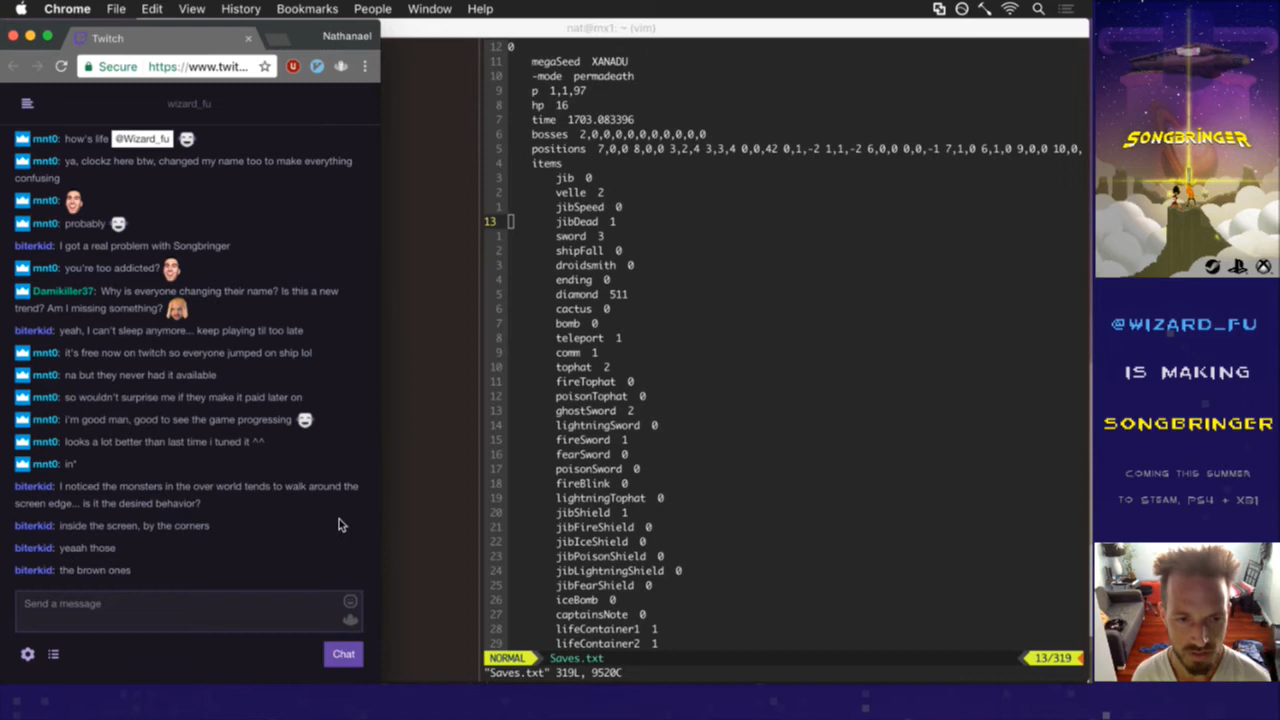 Chrome File Edit View History Bookmarks People Window Help
Twitch
Nathanael
Secure https://www.twit...
wizard_fu
mnt0: how's life @Wizard_fu
mnt0: ya, clockz here btw, changed my name too to make everything
confusing
mnt0:
mnt0: probably
biterkid: I got a real problem with Songbringer
mnt0: you're too addicted?
Damikiller37: Why is everyone changing their name? Is this a new
trend? Am I missing something?
biterkid: yeah, I can't sleep anymore... keep playing til too late
mnt0: it's free now on twitch so everyone jumped on ship lol
mnt0: na but they never had it available
mnt0: so wouldn't surprise me if they make it paid later on
mnt0: i'm good man, good to see the game progressing
mnt0: looks a lot better than last time i tuned it ^^
mnt0: in*
biterkid: I noticed the monsters in the over world tends to walk around the
screen edge... is it the desired behavior?
biterkid: inside the screen, by the corners
biterkid: yeaah those
biterkid: the brown ones
Send a message
Chat
nat@mx1: ~ (vim)
12 0
11 megaSeed XANADU
10 -mode permadeath
9 p 1,1,97
8 hp 16
7 time 1703.083396
6 bosses 2,0,0,0,0,0,0,0,0,0
5 positions 7,0,0 8,0,0 3,2,4 3,3,4 0,0,42 0,1,-2 1,1,-2 6,0,0 0,0,-1 7,1,0 6,1,0 9,0,0 10,0,
4 items
3 jib 0
2 velle 2
1 jibSpeed 0
13 jibDead 1
1 sword 3
2 shipFall 0
3 droidsmith 0
4 ending 0
5 diamond 511
6 cactus 0
7 bomb 0
8 teleport 1
9 comm 1
10 tophat 2
11 fireTophat 0
12 poisonTophat 0
13 ghostSword 2
14 lightningSword 0
15 fireSword 1
16 fearSword 0
17 poisonSword 0
18 fireBlink 0
19 lightningTophat 0
20 jibShield 1
21 jibFireShield 0
22 jibIceShield 0
23 jibPoisonShield 0
24 jibLightningShield 0
25 jibFearShield 0
26 iceBomb 0
27 captainsNote 0
28 lifeContainer1 1
29 lifeContainer2 1
NORMAL Saves.txt 13/319
"Saves.txt" 319L, 9520C
SONGBRINGER
@WIZARD_FU
IS MAKING
SONGBRINGER
COMING THIS SUMMER
TO STEAM, PS4 + XB1